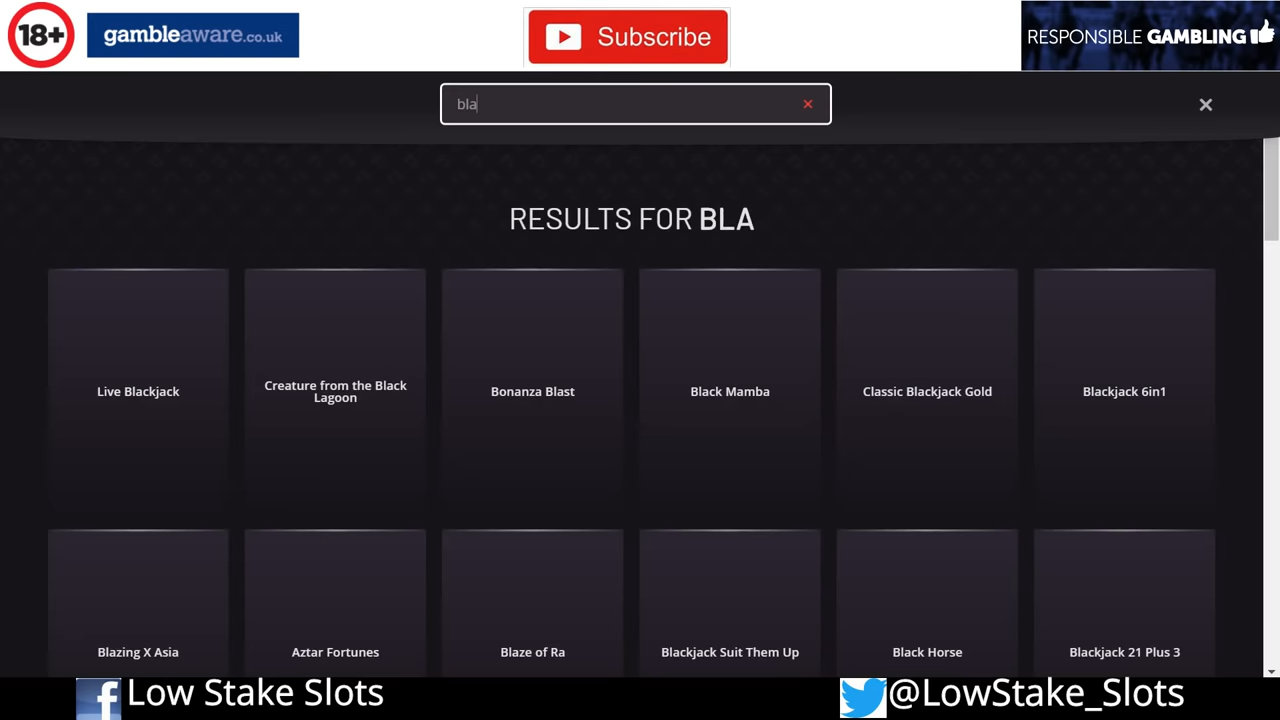 18+
gambleaware.co.uk
Subscribe
RESPONSIBLE GAMBLING
bla
RESULTS FOR BLA
Live Blackjack
Creature from the Black
Lagoon
Bonanza Blast
Black Mamba
Classic Blackjack Gold
Blackjack 6in1
Blazing X Asia
Aztar Fortunes
Blaze of Ra
Blackjack Suit Them Up
Black Horse
Blackjack 21 Plus 3
Low Stake Slots
@LowStake_Slots